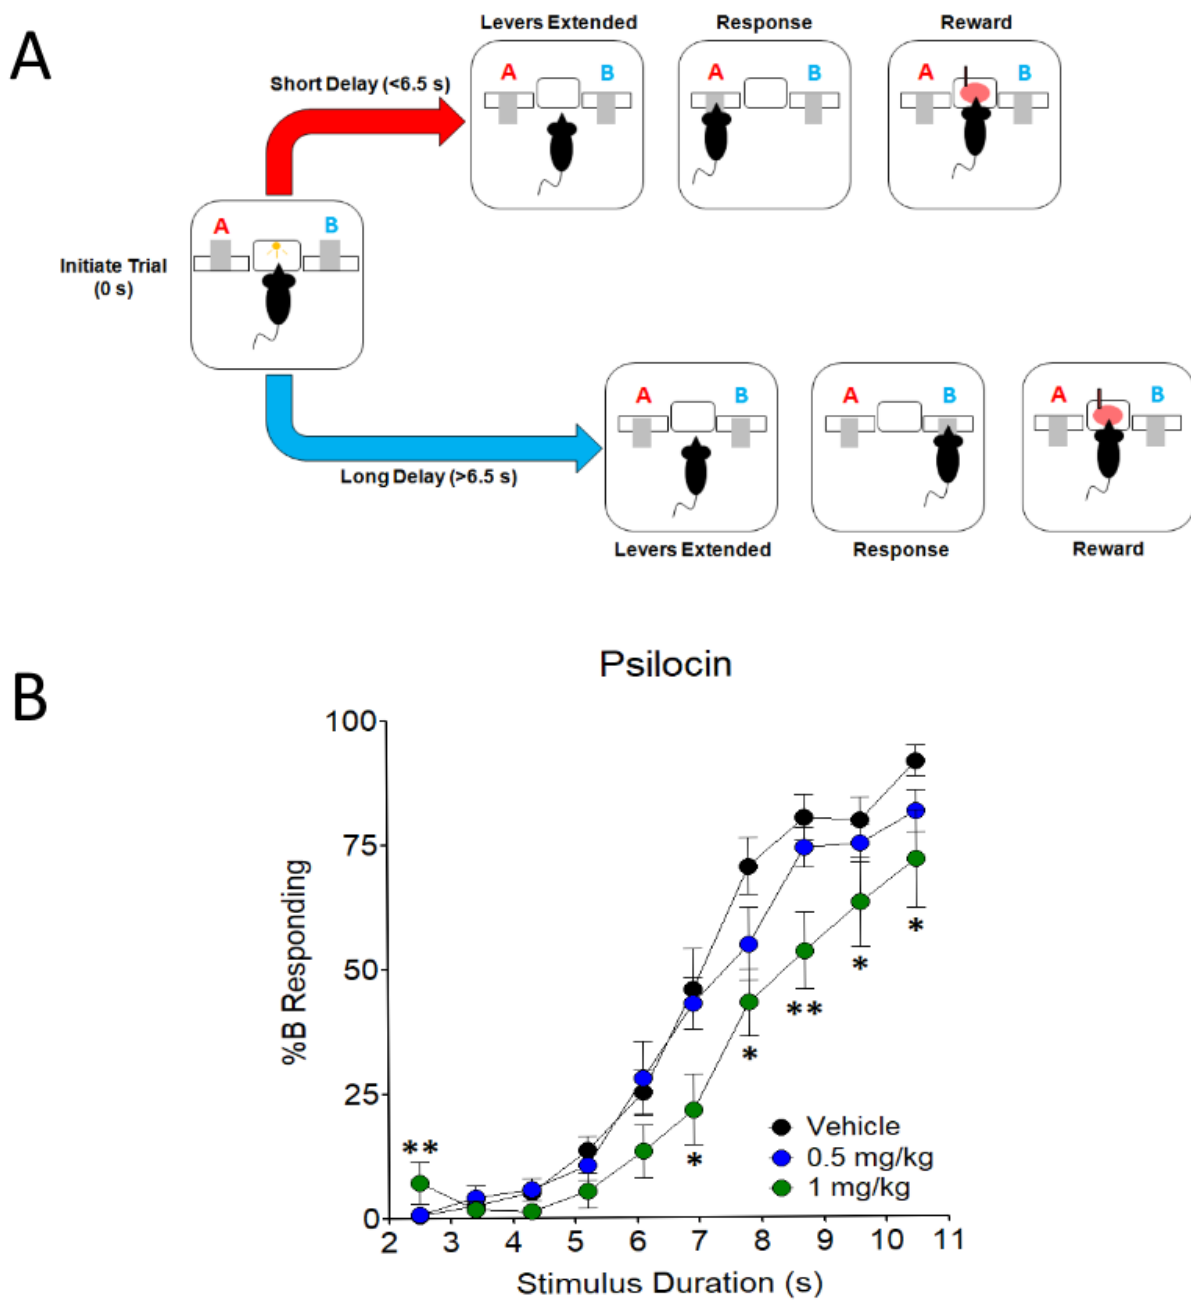 A
Levers Extended
Response
Reward
Short Delay (<6.5 s)
A
B
A
B
A
B
A
B
Initiate Trial
(0 s)
A
B
A
B
A
B
Long Delay (>6.5 s)
Levers Extended
Response
Reward
B
Psilocin
100
75
50
25
0
%B Responding
**
*
*
**
*
*
Vehicle
0.5 mg/kg
1 mg/kg
2 3 4 5 6 7 8 9 10 11
Stimulus Duration (s)